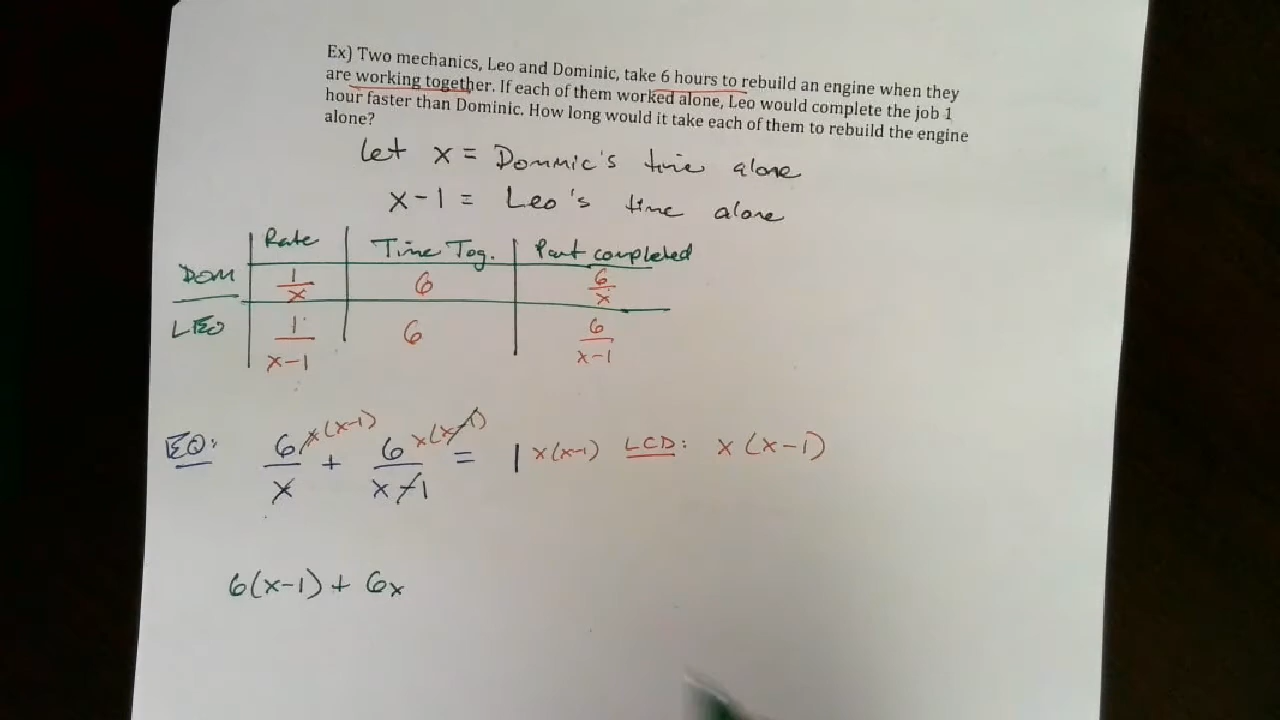 Ex) Two mechanics, Leo and Dominic, take 6 hours to rebuild an engine when they
are working together. If each of them worked alone, Leo would complete the job 1
hour faster than Dominic. How long would it take each of them to rebuild the engine
alone?
Let x = Dominic's time alone
x-1 = Leo's time alone
Rate Time Tog. Part completed
DOM 1/x 6 6/x
LEO 1/(x-1) 6 6/(x-1)
EQ: 6/x x(x-1) + 6/(x-1) x(x-1) = 1 x(x-1) LCD: x(x-1)
6(x-1) + 6x